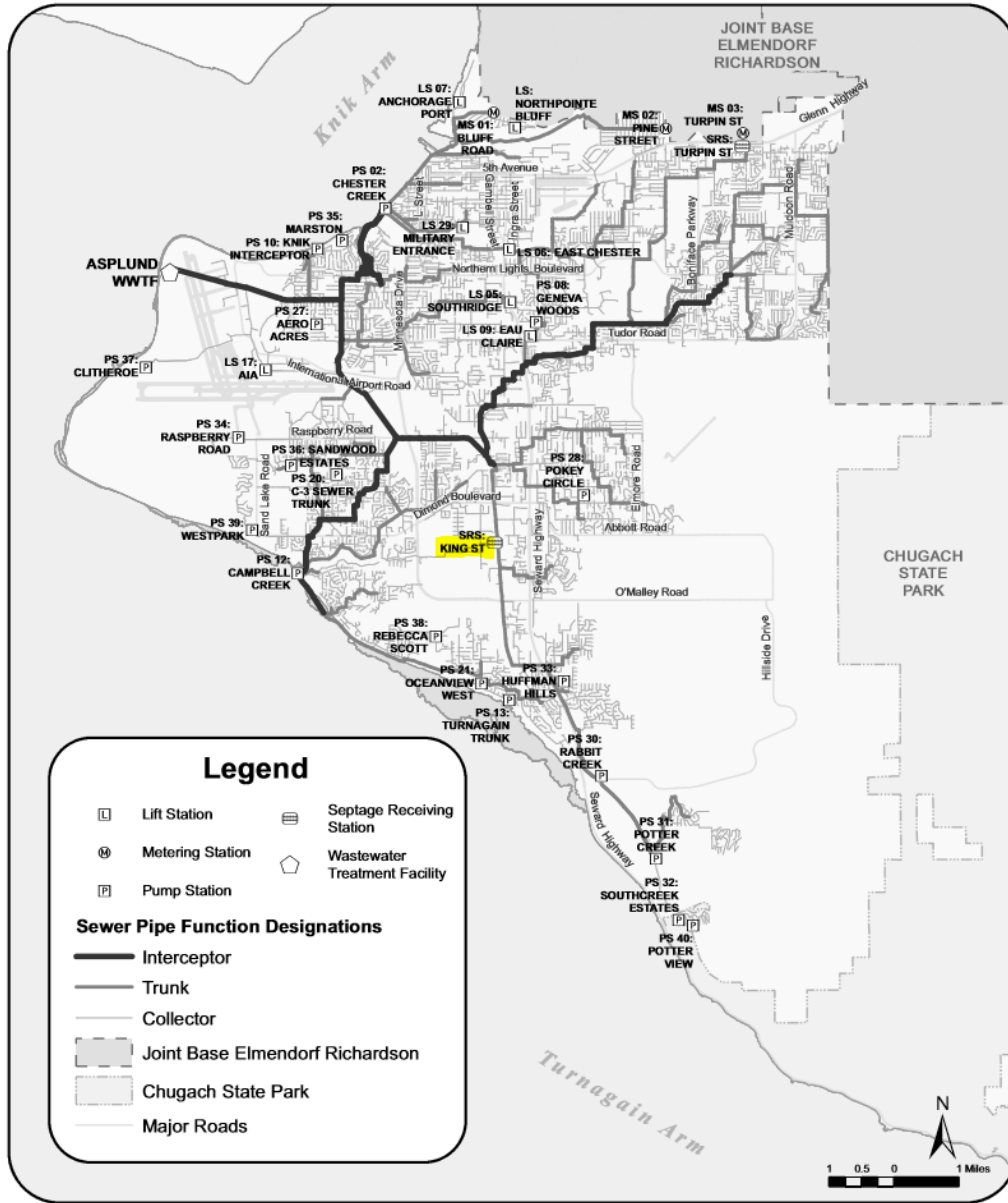 JOINT BASE
ELMENDORF
RICHARDSON
Knik Arm
LS 07:
ANCHORAGE
PORT
LS:
NORTHPOINTE
BLUFF
MS 01:
BLUFF
ROAD
MS 02:
PINE
STREET
MS 03:
TURPIN ST
SRS:
TURPIN ST
Glenn Highway
5th Avenue
PS 02:
CHESTER
CREEK
L Street
Gambel Street
Ingra Street
Boniface Parkway
Muldoon Road
PS 35:
MARSTON
LS 29:
MILITARY
ENTRANCE
PS 10: KNIK
INTERCEPTOR
LS 06: EAST CHESTER
ASPLUND
WWTF
Northern Lights Boulevard
Minnesota Drive
LS 05:
SOUTHRIDGE
PS 08:
GENEVA
WOODS
PS 27:
AERO
ACRES
LS 09: EAU
CLAIRE
Tudor Road
PS 37:
CLITHEROE
LS 17:
AIA
International Airport Road
PS 34:
RASPBERRY
ROAD
Raspberry Road
PS 36: SANDWOOD
ESTATES
PS 20:
C-3 SEWER
TRUNK
PS 28:
POKEY
CIRCLE
Elmore Road
Sand Lake Road
Dimond Boulevard
Abbott Road
PS 39:
WESTPARK
SRS:
KING ST
Seward Highway
PS 12:
CAMPBELL
CREEK
CHUGACH
STATE
PARK
O'Malley Road
Hillside Drive
PS 38:
REBECCA
SCOTT
PS 21:
OCEANVIEW
WEST
PS 33:
HUFFMAN
HILLS
PS 13:
TURNAGAIN
TRUNK
PS 30:
RABBIT
CREEK
Seward Highway
PS 31:
POTTER
CREEK
PS 32:
SOUTHCREEK
ESTATES
PS 40:
POTTER
VIEW
Turnagain Arm
Legend
L Lift Station
Septage Receiving
Station
M Metering Station
Wastewater
Treatment Facility
P Pump Station
Sewer Pipe Function Designations
Interceptor
Trunk
Collector
Joint Base Elmendorf Richardson
Chugach State Park
Major Roads
N
1 0.5 0 1 Miles